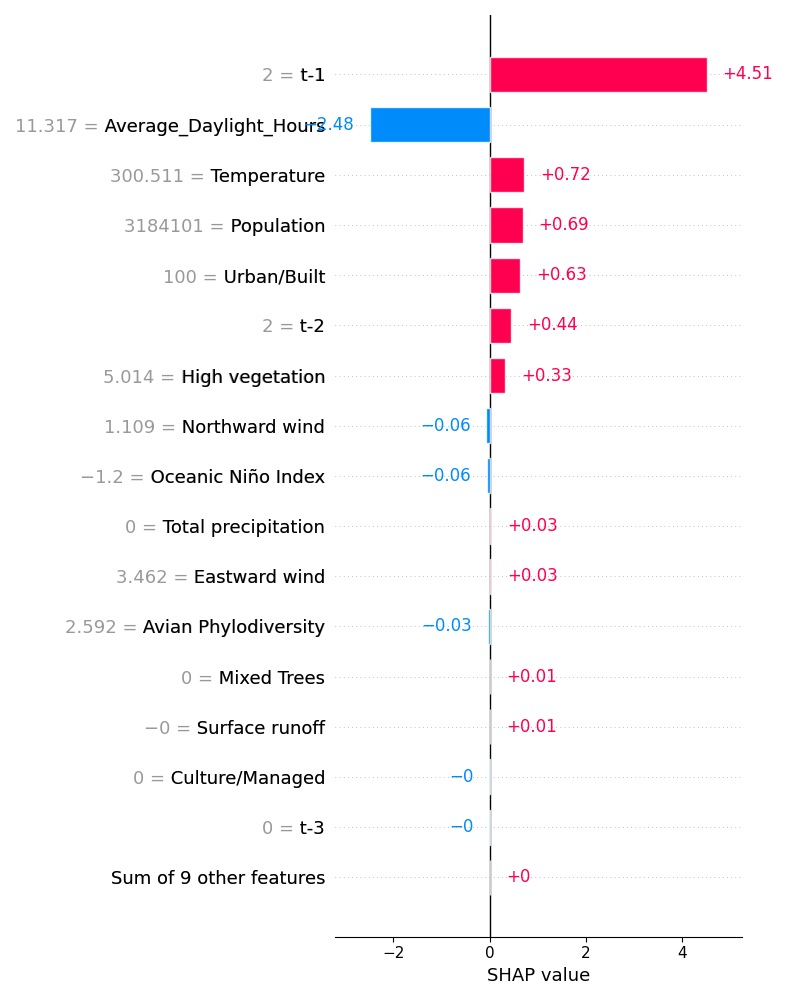 2 = t-1 +4.51
11.317 = Average_Daylight_Hours −2.48
300.511 = Temperature +0.72
3184101 = Population +0.69
100 = Urban/Built +0.63
2 = t-2 +0.44
5.014 = High vegetation +0.33
1.109 = Northward wind −0.06
−1.2 = Oceanic Niño Index −0.06
0 = Total precipitation +0.03
3.462 = Eastward wind +0.03
2.592 = Avian Phylodiversity −0.03
0 = Mixed Trees +0.01
−0 = Surface runoff +0.01
0 = Culture/Managed −0
0 = t-3 −0
Sum of 9 other features +0
−2 0 2 4
SHAP value